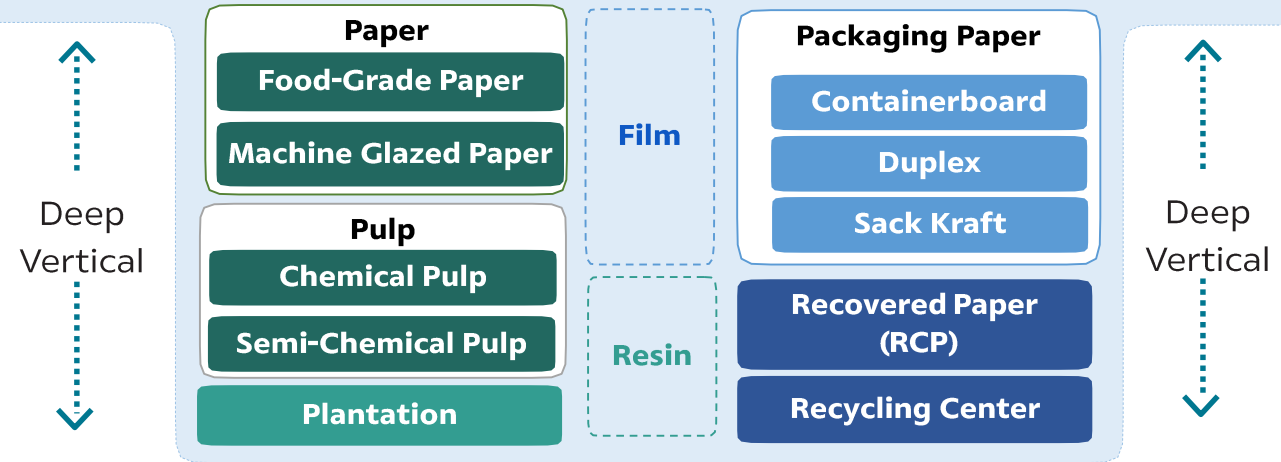 Deep
Vertical
Paper
Food-Grade Paper
Machine Glazed Paper
Pulp
Chemical Pulp
Semi-Chemical Pulp
Plantation
Film
Resin
Packaging Paper
Containerboard
Duplex
Sack Kraft
Recovered Paper
(RCP)
Recycling Center
Deep
Vertical